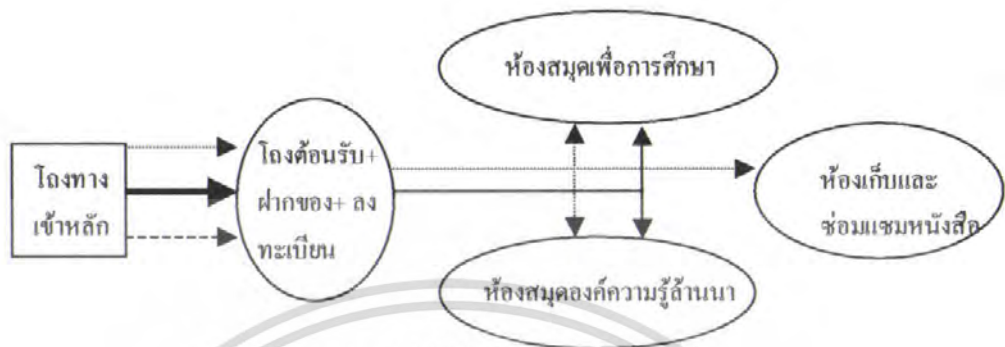 โถงทาง
เข้าหลัก
โถงต้อนรับ+
ฝากของ+ ลง
ทะเบียน
ห้องสมุดเพื่อการศึกษา
ห้องสมุดองค์ความรู้ล้านนา
ห้องเก็บและ
ซ่อมแซมหนังสือ